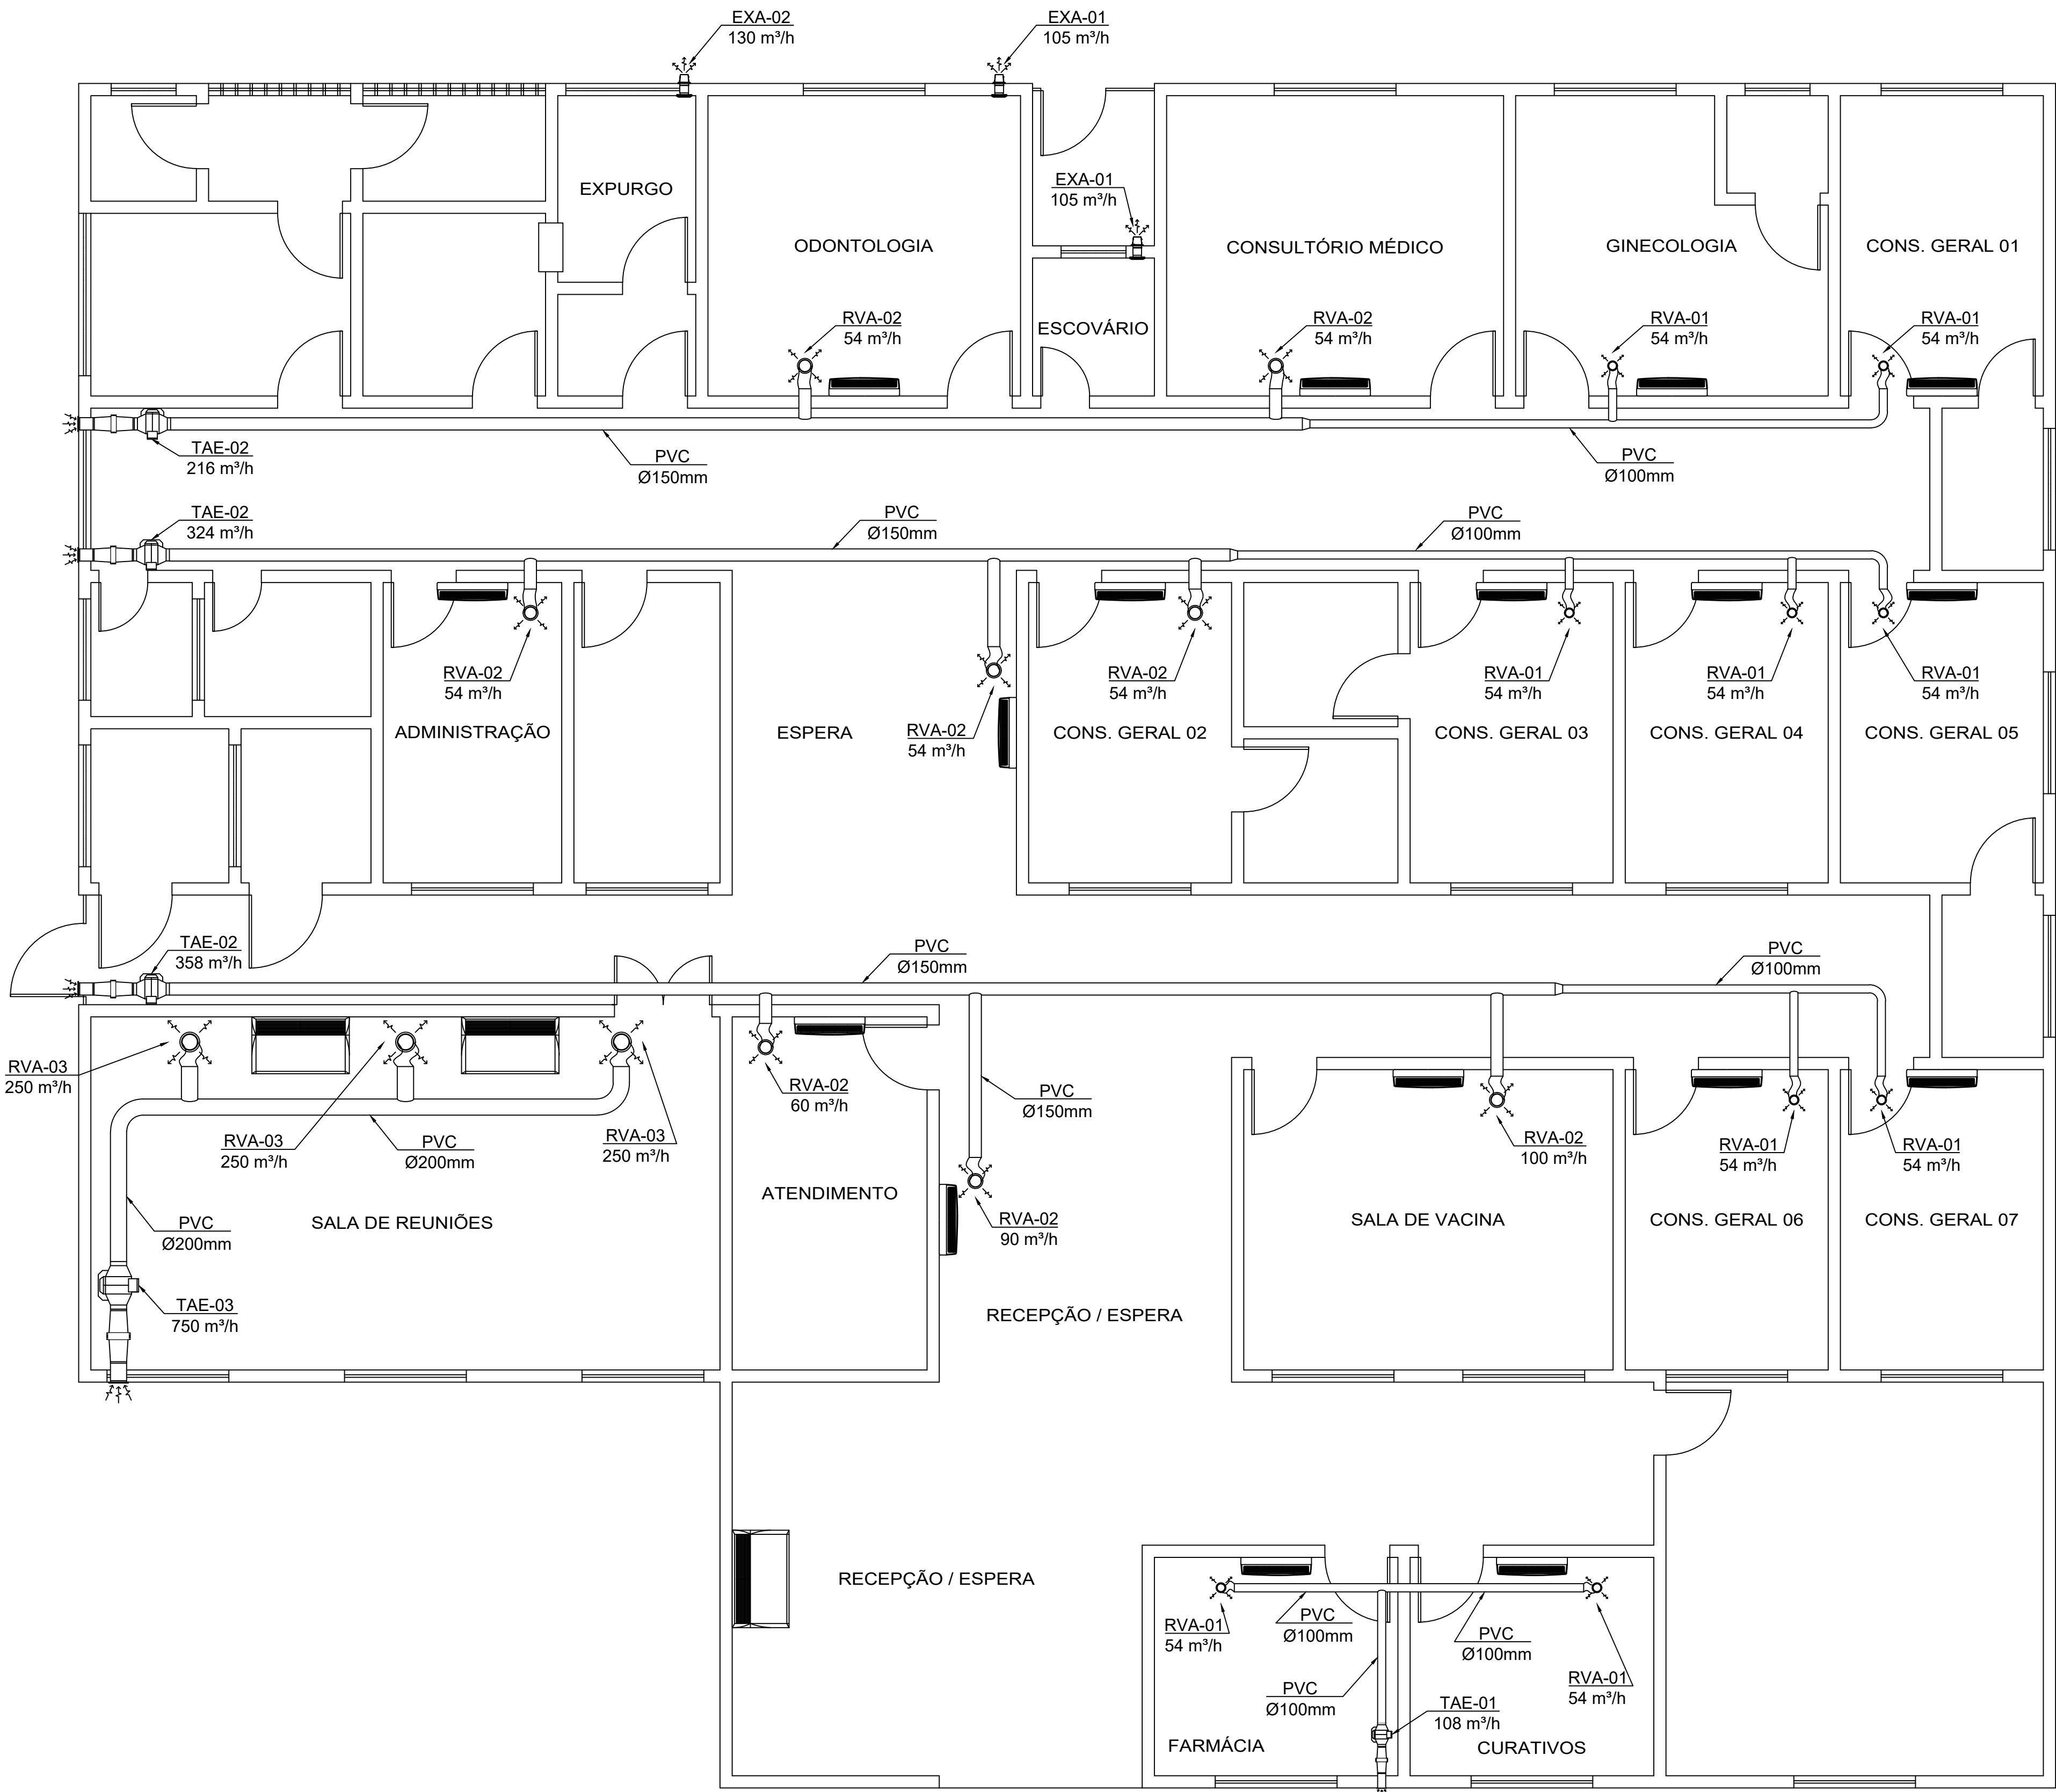 EXA-02
130 m³/h
EXA-01
105 m³/h
EXPURGO
EXA-01
105 m³/h
ODONTOLOGIA
CONSULTÓRIO MÉDICO
GINECOLOGIA
CONS. GERAL 01
ESCOVÁRIO
RVA-02
54 m³/h
RVA-02
54 m³/h
RVA-01
54 m³/h
RVA-01
54 m³/h
TAE-02
216 m³/h
PVC
Ø150mm
PVC
Ø100mm
TAE-02
324 m³/h
PVC
Ø150mm
PVC
Ø100mm
RVA-02
54 m³/h
RVA-02
54 m³/h
RVA-02
54 m³/h
RVA-01
54 m³/h
RVA-01
54 m³/h
RVA-01
54 m³/h
ADMINISTRAÇÃO
ESPERA
CONS. GERAL 02
CONS. GERAL 03
CONS. GERAL 04
CONS. GERAL 05
TAE-02
358 m³/h
PVC
Ø150mm
PVC
Ø100mm
RVA-03
250 m³/h
RVA-03
250 m³/h
PVC
Ø200mm
RVA-03
250 m³/h
RVA-02
60 m³/h
PVC
Ø150mm
RVA-02
100 m³/h
RVA-01
54 m³/h
RVA-01
54 m³/h
PVC
Ø200mm
SALA DE REUNIÕES
ATENDIMENTO
RVA-02
90 m³/h
SALA DE VACINA
CONS. GERAL 06
CONS. GERAL 07
TAE-03
750 m³/h
RECEPÇÃO / ESPERA
RECEPÇÃO / ESPERA
RVA-01
54 m³/h
PVC
Ø100mm
PVC
Ø100mm
RVA-01
54 m³/h
PVC
Ø100mm
TAE-01
108 m³/h
FARMÁCIA
CURATIVOS